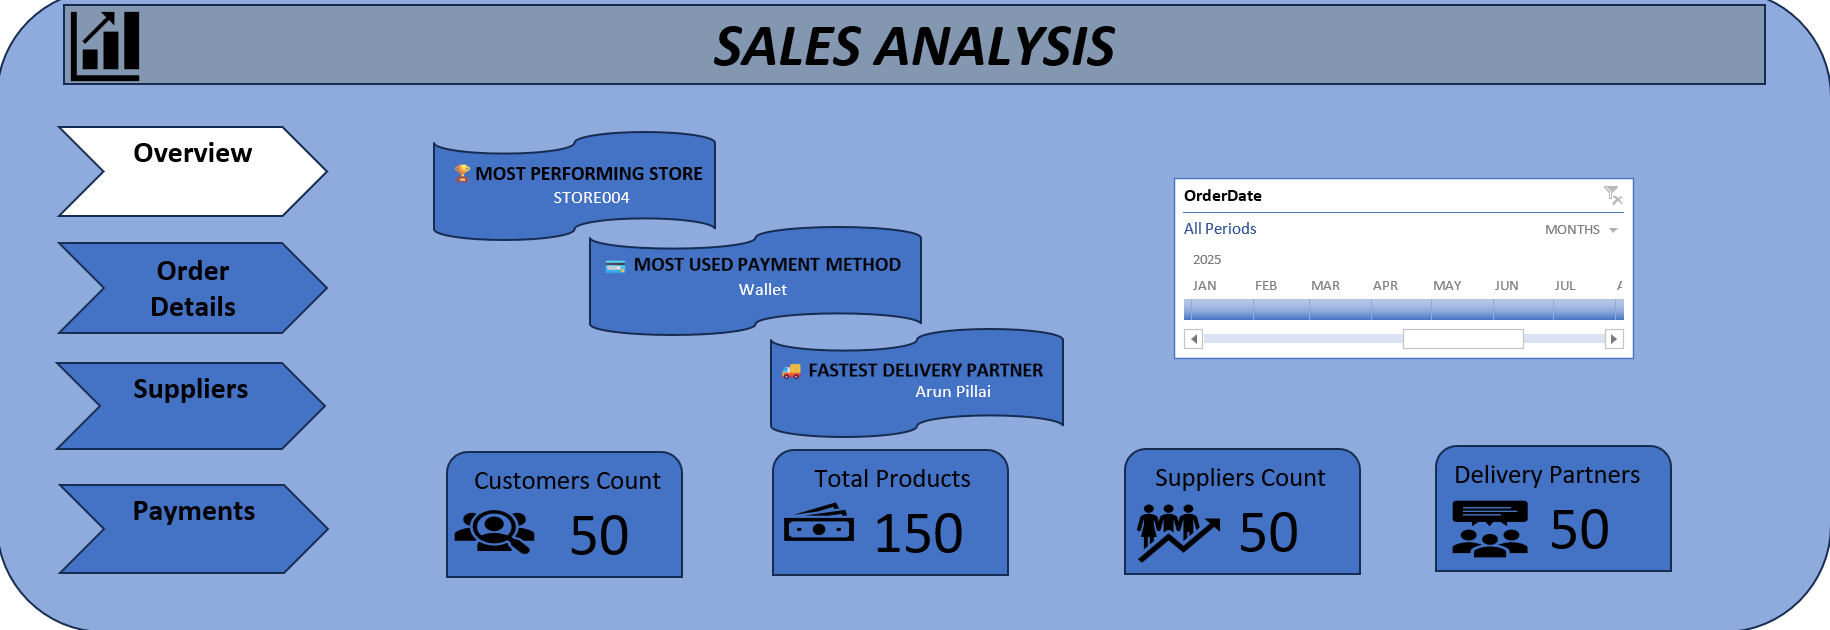 SALES ANALYSIS
Overview
Order
Details
Suppliers
Payments
MOST PERFORMING STORE
STORE004
MOST USED PAYMENT METHOD
Wallet
FASTEST DELIVERY PARTNER
Arun Pillai
OrderDate
All Periods
MONTHS
2025
JAN FEB MAR APR MAY JUN JUL
Customers Count
50
Total Products
150
Suppliers Count
50
Delivery Partners
50